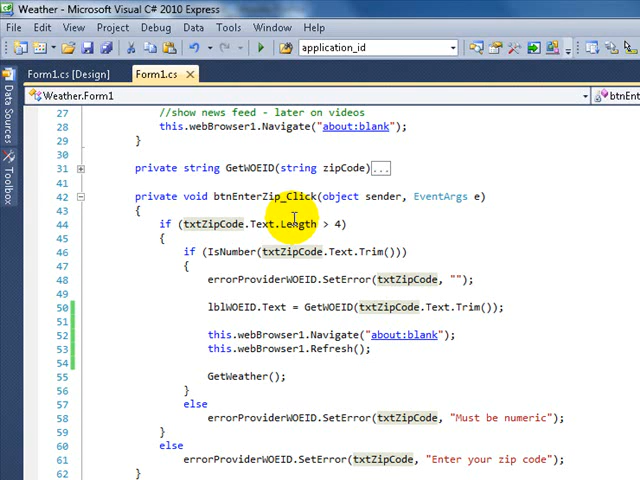 Weather - Microsoft Visual C# 2010 Express
File Edit View Project Debug Data Tools Window Help
application_id
Form1.cs [Design] Form1.cs
Weather.Form1 btnEnt
Data Sources
Toolbox
27 //show news feed - later on videos
28 this.webBrowser1.Navigate("about:blank");
29 }
30
31 private string GetWOEID(string zipCode)...
41
42 private void btnEnterZip_Click(object sender, EventArgs e)
43 {
44 if (txtZipCode.Text.Length > 4)
45 {
46 if (IsNumber(txtZipCode.Text.Trim()))
47 {
48 errorProviderWOEID.SetError(txtZipCode, "");
49
50 lblWOEID.Text = GetWOEID(txtZipCode.Text.Trim());
51
52 this.webBrowser1.Navigate("about:blank");
53 this.webBrowser1.Refresh();
54
55 GetWeather();
56 }
57 else
58 errorProviderWOEID.SetError(txtZipCode, "Must be numeric");
59 }
60 else
61 errorProviderWOEID.SetError(txtZipCode, "Enter your zip code");
62 }